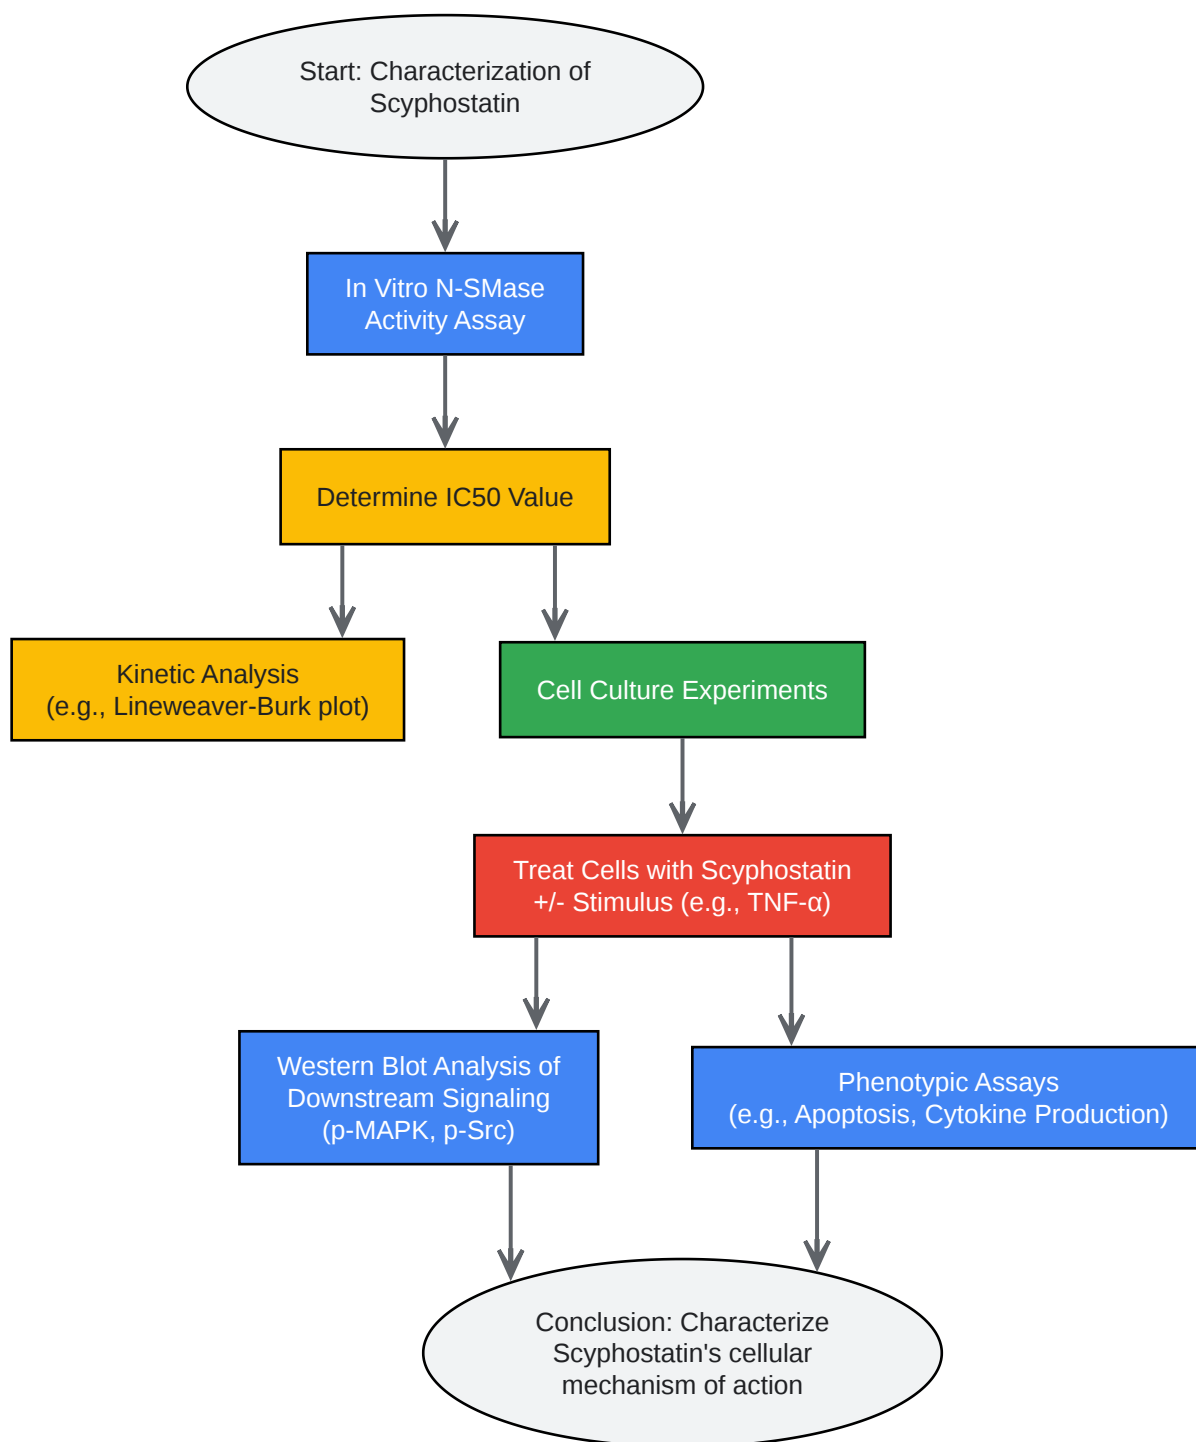 Start: Characterization of
Scyphostatin
In Vitro N-SMase
Activity Assay
Determine IC50 Value
Kinetic Analysis
(e.g., Lineweaver-Burk plot)
Cell Culture Experiments
Treat Cells with Scyphostatin
+/- Stimulus (e.g., TNF-α)
Western Blot Analysis of
Downstream Signaling
(p-MAPK, p-Src)
Phenotypic Assays
(e.g., Apoptosis, Cytokine Production)
Conclusion: Characterize
Scyphostatin's cellular
mechanism of action